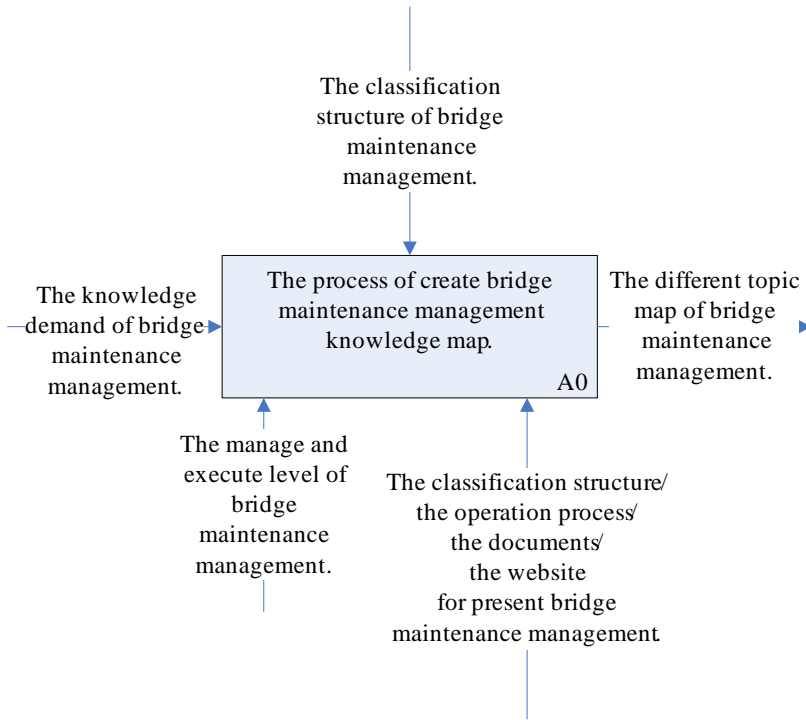 The classification
structure of bridge
maintenance
management.
The process of create bridge
maintenance management
knowledge map.
A0
The knowledge
demand of bridge
maintenance
management.
The different topic
map of bridge
maintenance
management.
The manage and
execute level of
bridge
maintenance
management.
The classification structure/
the operation process/
the documents/
the website
for present bridge
maintenance management.